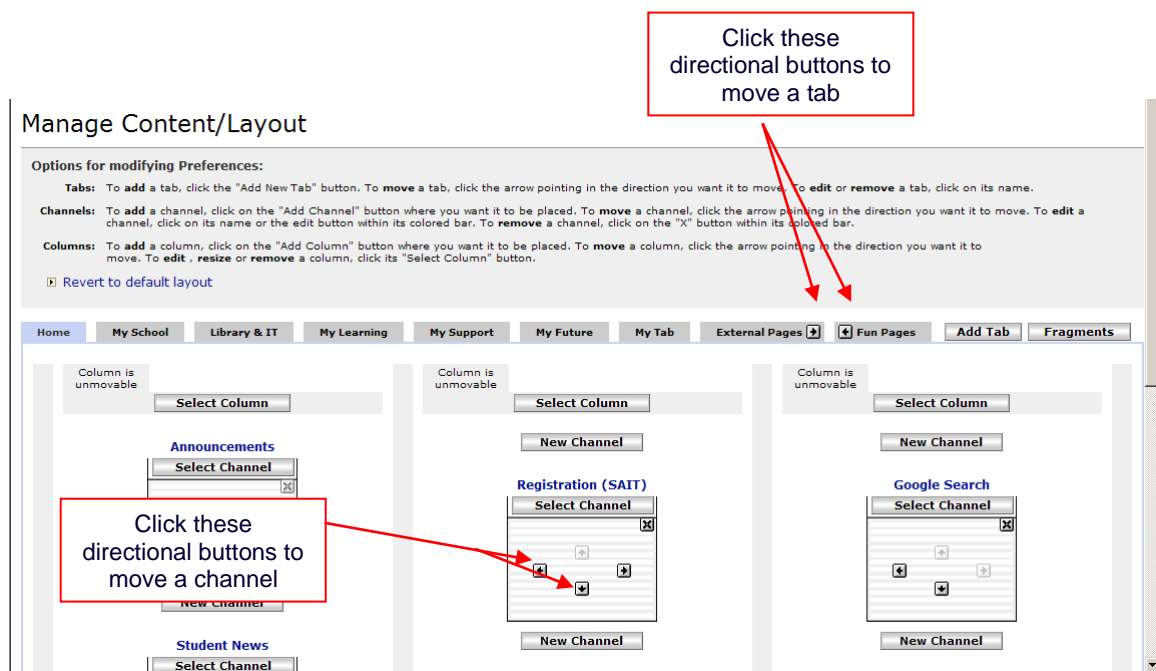 Click these
directional buttons to
move a tab
Manage Content/Layout
Options for modifying Preferences:
Tabs: To add a tab, click the "Add New Tab" button. To move a tab, click the arrow pointing in the direction you want it to move. To edit or remove a tab, click on its name.
Channels: To add a channel, click on the "Add Channel" button where you want it to be placed. To move a channel, click the arrow pointing in the direction you want it to move. To edit a
channel, click on its name or the edit button within its colored bar. To remove a channel, click on the "X" button within its colored bar.
Columns: To add a column, click on the "Add Column" button where you want it to be placed. To move a column, click the arrow pointing in the direction you want it to
move. To edit , resize or remove a column, click its "Select Column" button.
Revert to default layout
Home My School Library & IT My Learning My Support My Future My Tab External Pages Fun Pages Add Tab Fragments
Column is
unmovable
Select Column
Announcements
Select Channel
Click these
directional buttons to
move a channel
New Channel
Student News
Select Channel
Column is
unmovable
Select Column
New Channel
Registration (SAIT)
Select Channel
New Channel
Column is
unmovable
Select Column
New Channel
Google Search
Select Channel
New Channel